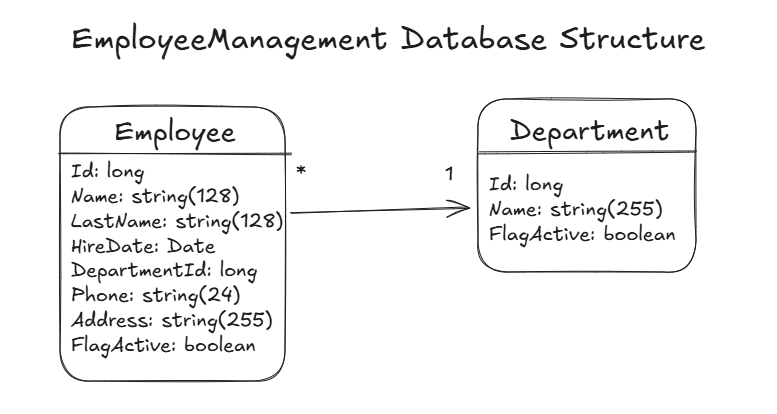 EmployeeManagement Database Structure
Employee
Id: long
Name: string(128)
LastName: string(128)
HireDate: Date
DepartmentId: long
Phone: string(24)
Address: string(255)
FlagActive: boolean
*
1
Department
Id: long
Name: string(255)
FlagActive: boolean